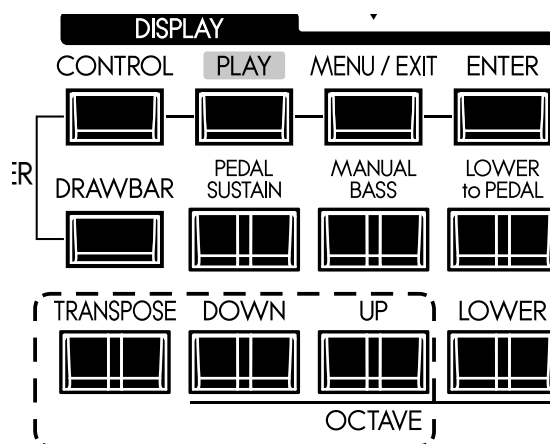 DISPLAY
CONTROL PLAY MENU / EXIT ENTER
DRAWBAR PEDAL SUSTAIN MANUAL BASS LOWER to PEDAL
TRANSPOSE DOWN UP LOWER
OCTAVE